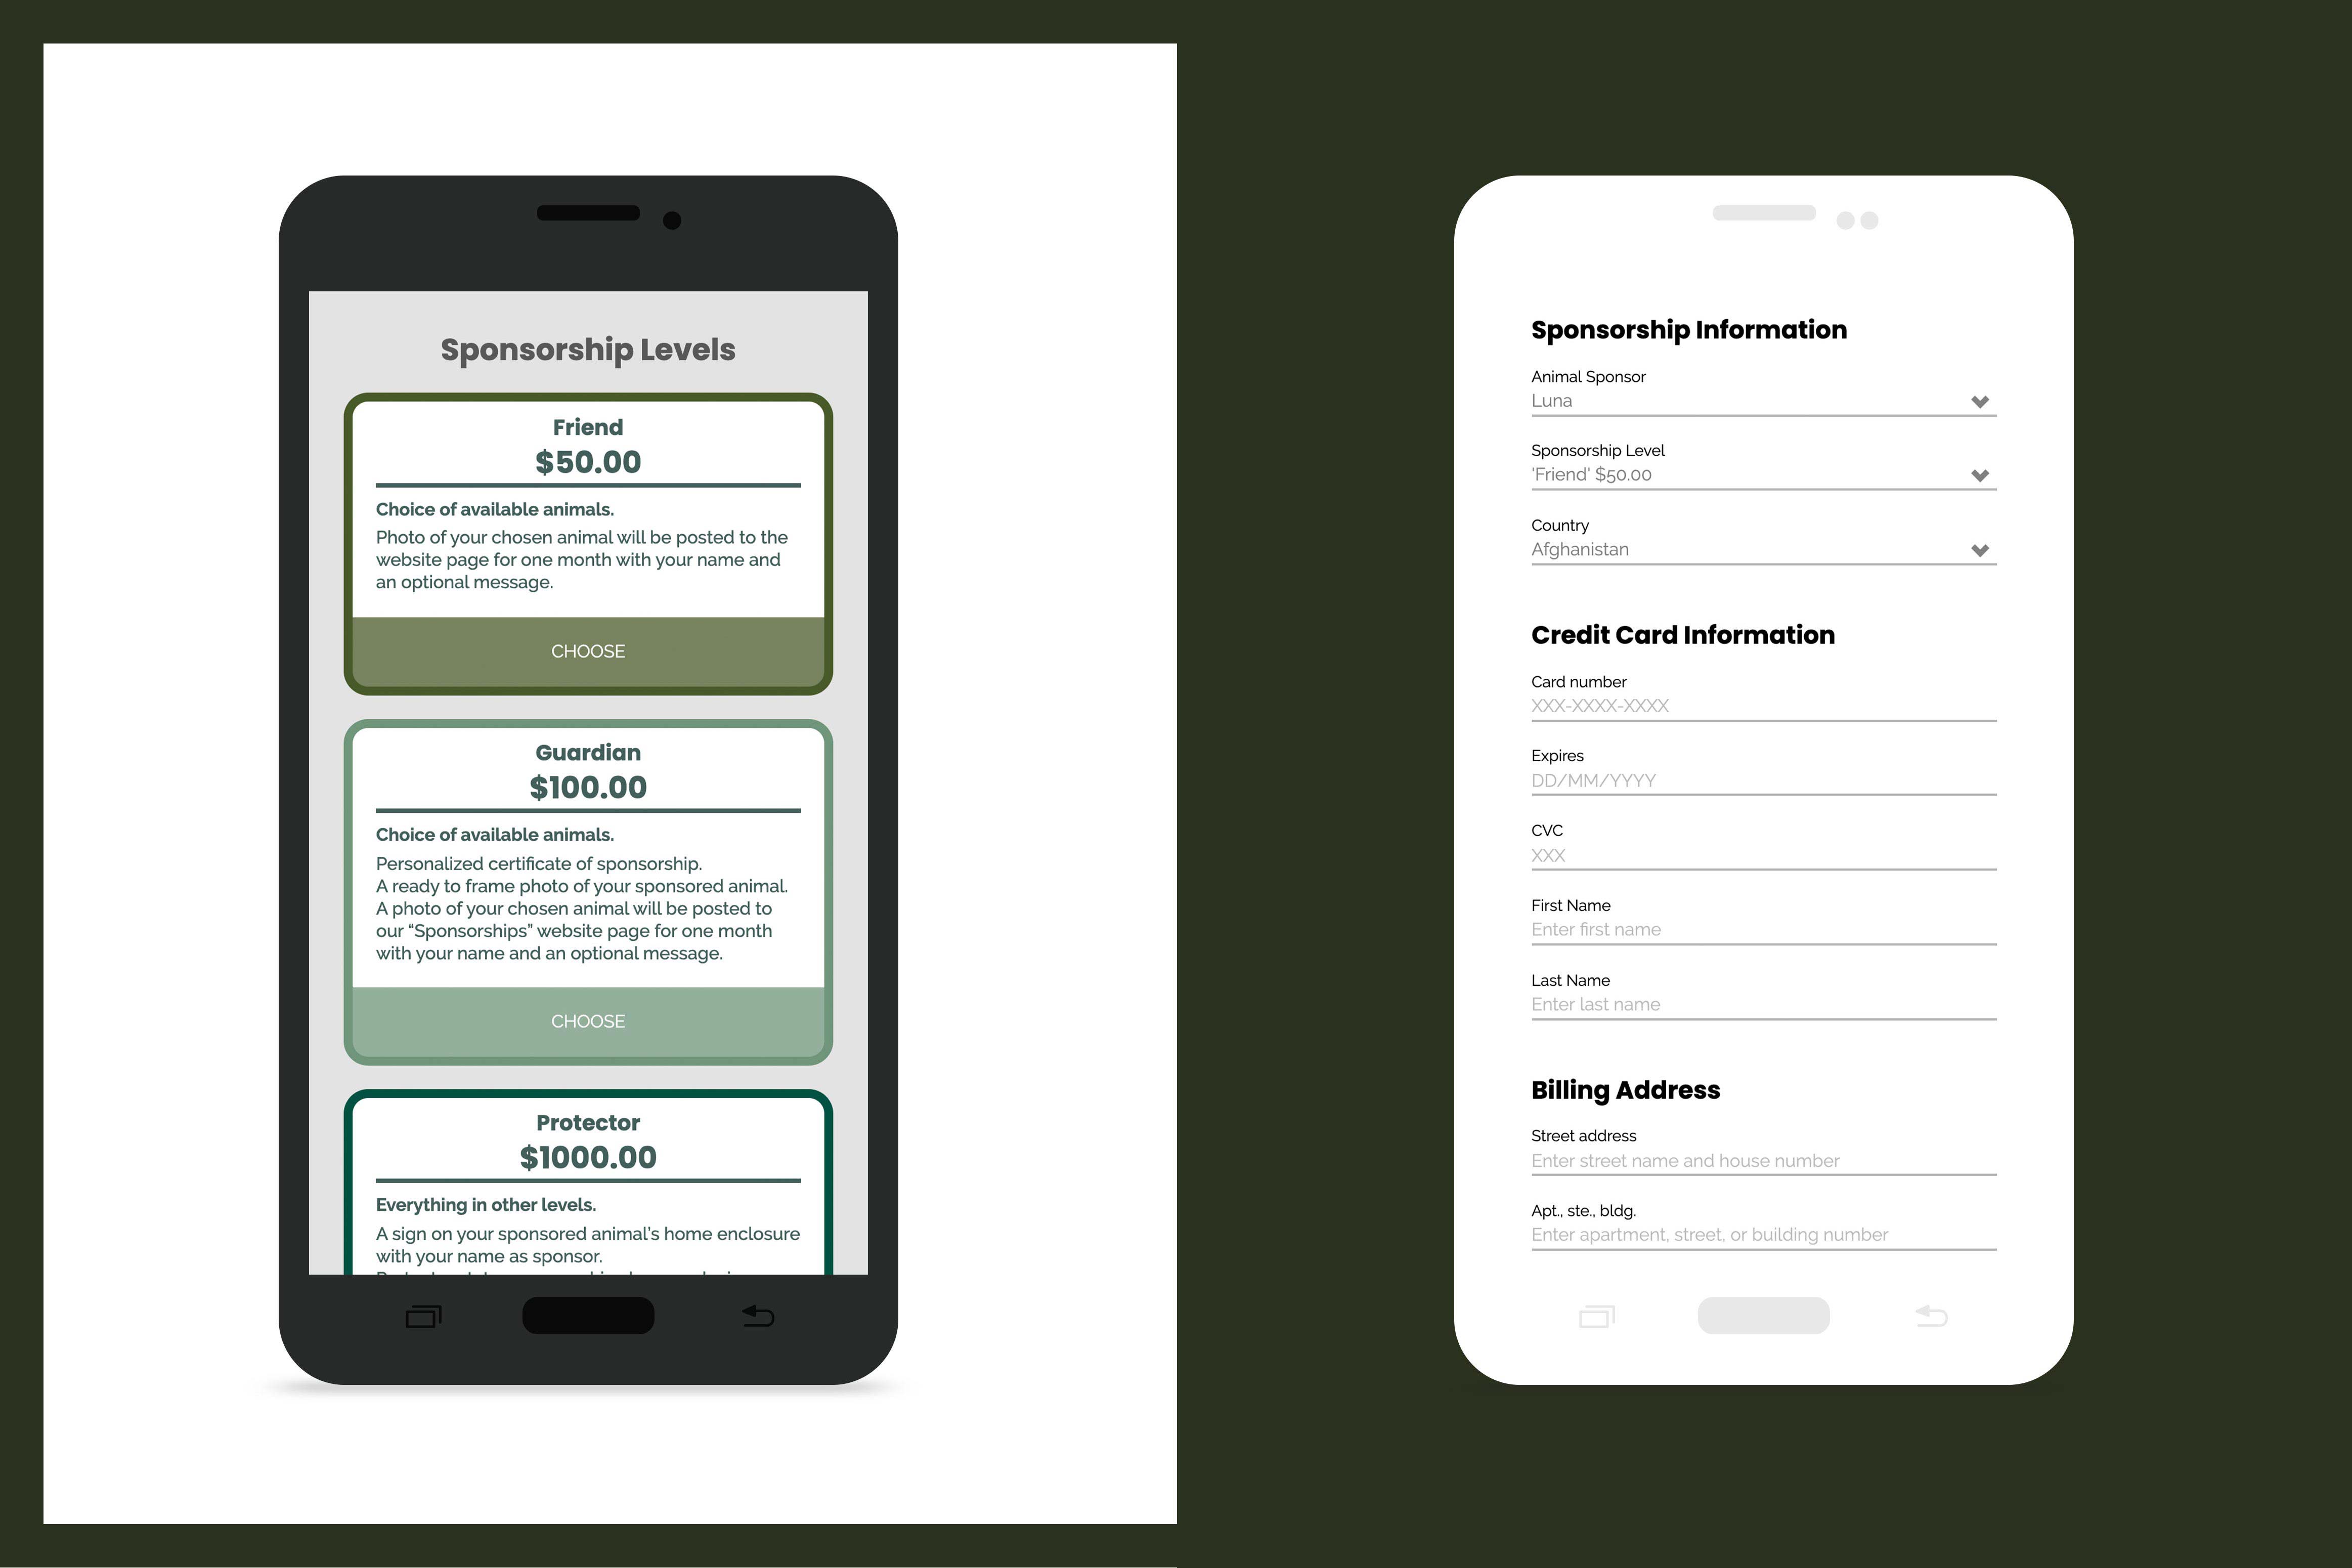 Sponsorship Levels
Friend
$50.00
Choice of available animals.
Photo of your chosen animal will be posted to the
website page for one month with your name and
an optional message.
CHOOSE
Guardian
$100.00
Choice of available animals.
Personalized certificate of sponsorship.
A ready to frame photo of your sponsored animal.
A photo of your chosen animal will be posted to
our “Sponsorships” website page for one month
with your name and an optional message.
CHOOSE
Protector
$1000.00
Everything in other levels.
A sign on your sponsored animal’s home enclosure
with your name as sponsor.
Sponsorship Information
Animal Sponsor
Luna
Sponsorship Level
'Friend' $50.00
Country
Afghanistan
Credit Card Information
Card number
XXX-XXXX-XXXX
Expires
DD/MM/YYYY
CVC
XXX
First Name
Enter first name
Last Name
Enter last name
Billing Address
Street address
Enter street name and house number
Apt., ste., bldg.
Enter apartment, street, or building number